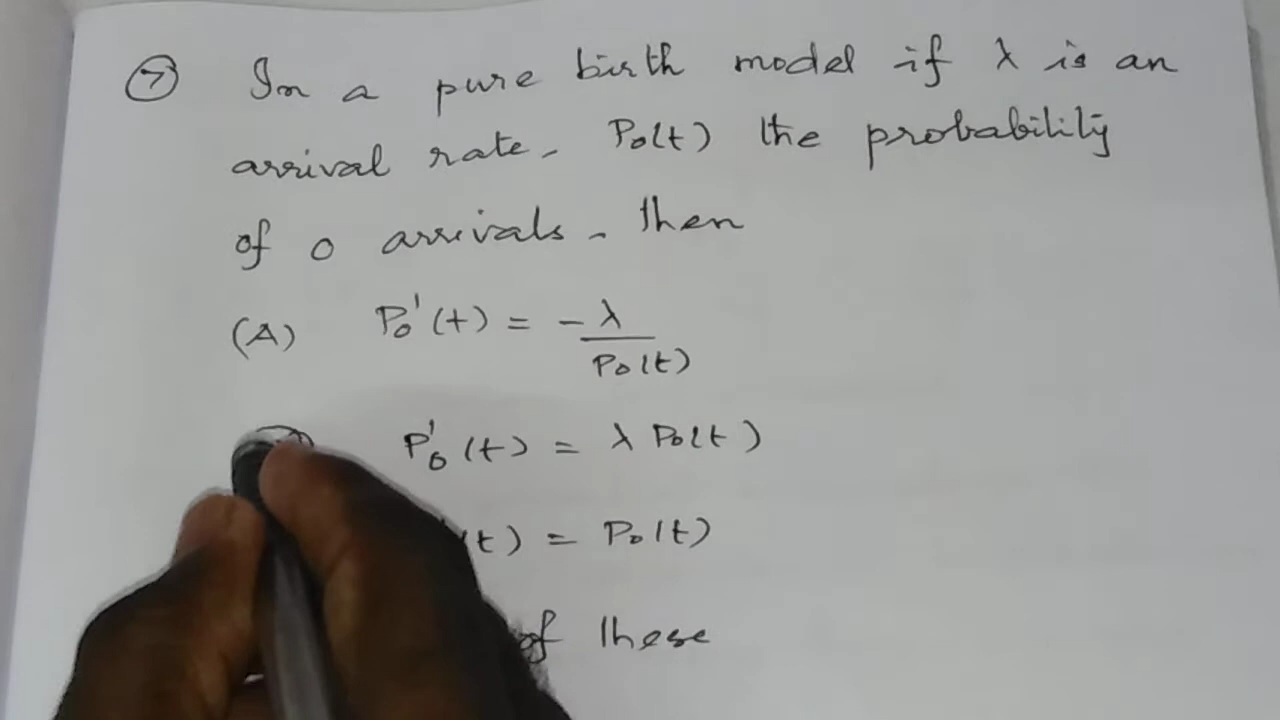 7 In a pure birth model if λ is an
arrival rate, P₀(t) the probability
of 0 arrivals. Then
(A) P₀'(t) = -λ / P₀(t)
P₀'(t) = λ P₀(t)
'(t) = P₀(t)
of these